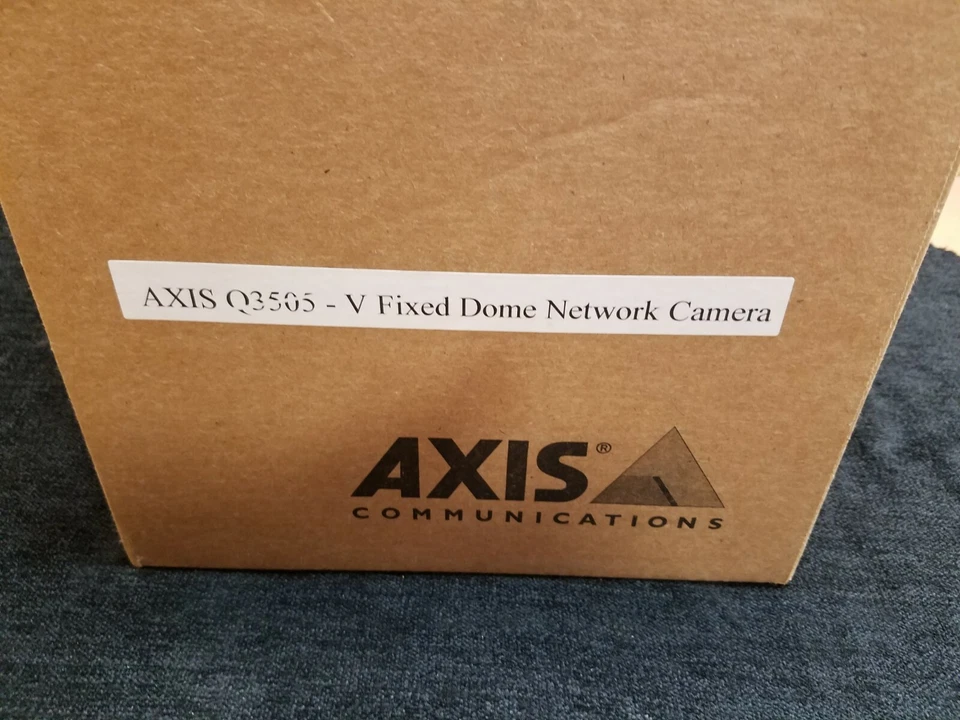 AXIS Q3505 - V Fixed Dome Network Camera
AXIS®
COMMUNICATIONS